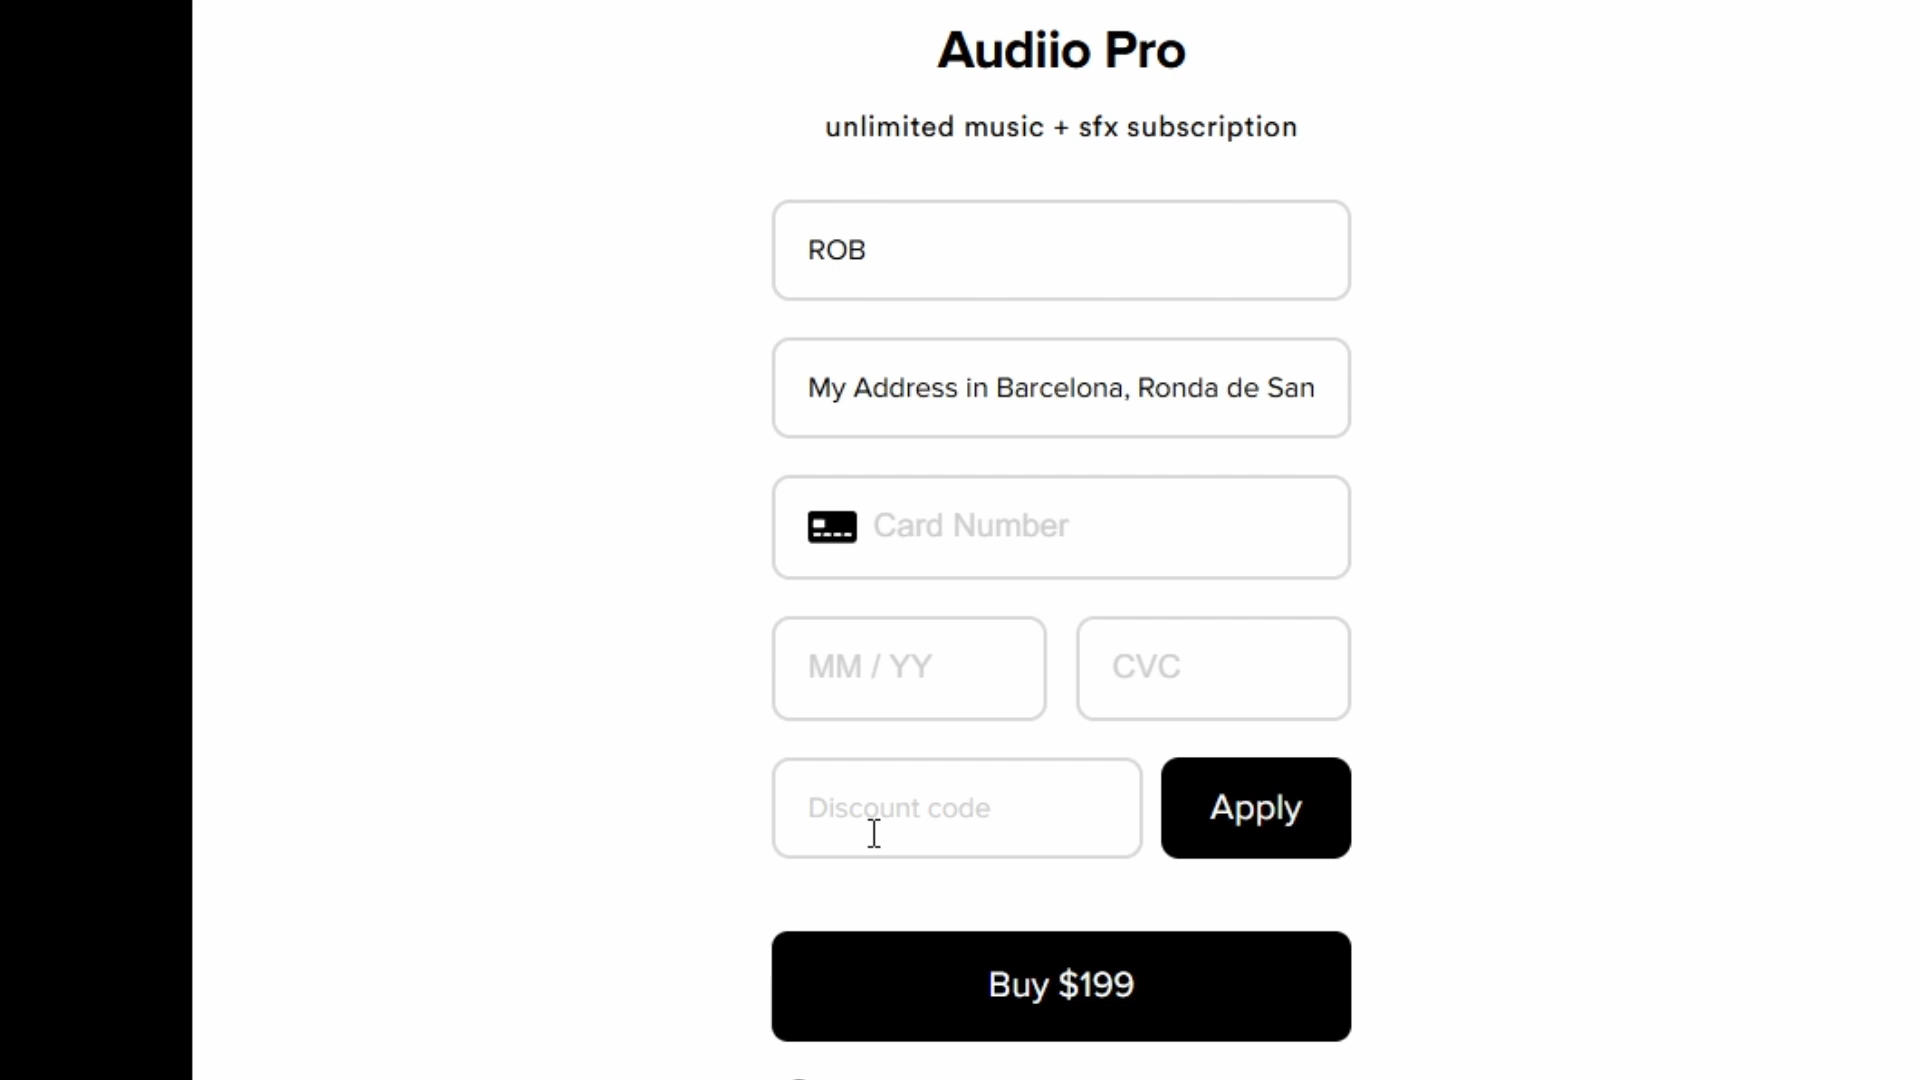 Audiio Pro
unlimited music + sfx subscription
ROB
My Address in Barcelona, Ronda de San
Card Number
MM / YY
CVC
Discount code
Apply
Buy $199